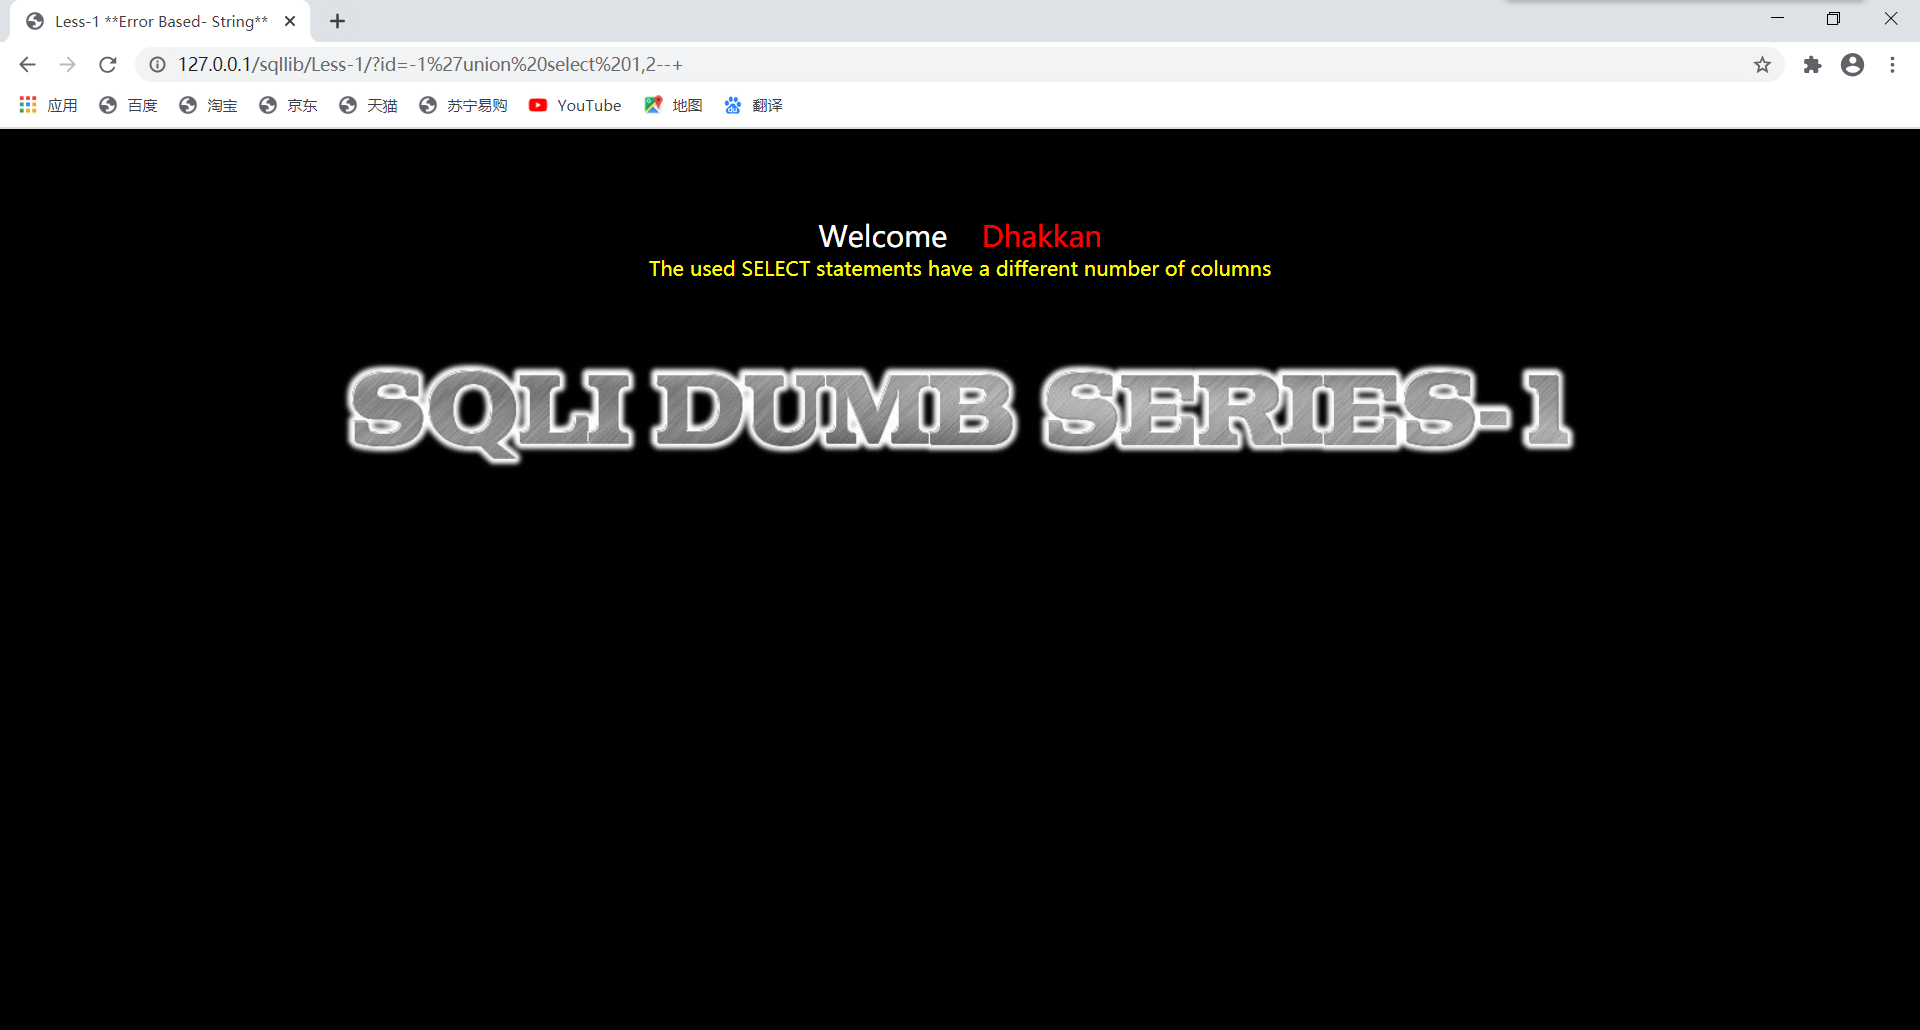 Less-1 **Error Based- String**
127.0.0.1/sqllib/Less-1/?id=-1%27union%20select%201,2--+
应用 百度 淘宝 京东 天猫 苏宁易购 YouTube 地图 翻译
Welcome Dhakkan
The used SELECT statements have a different number of columns
SQLI DUMB SERIES-1